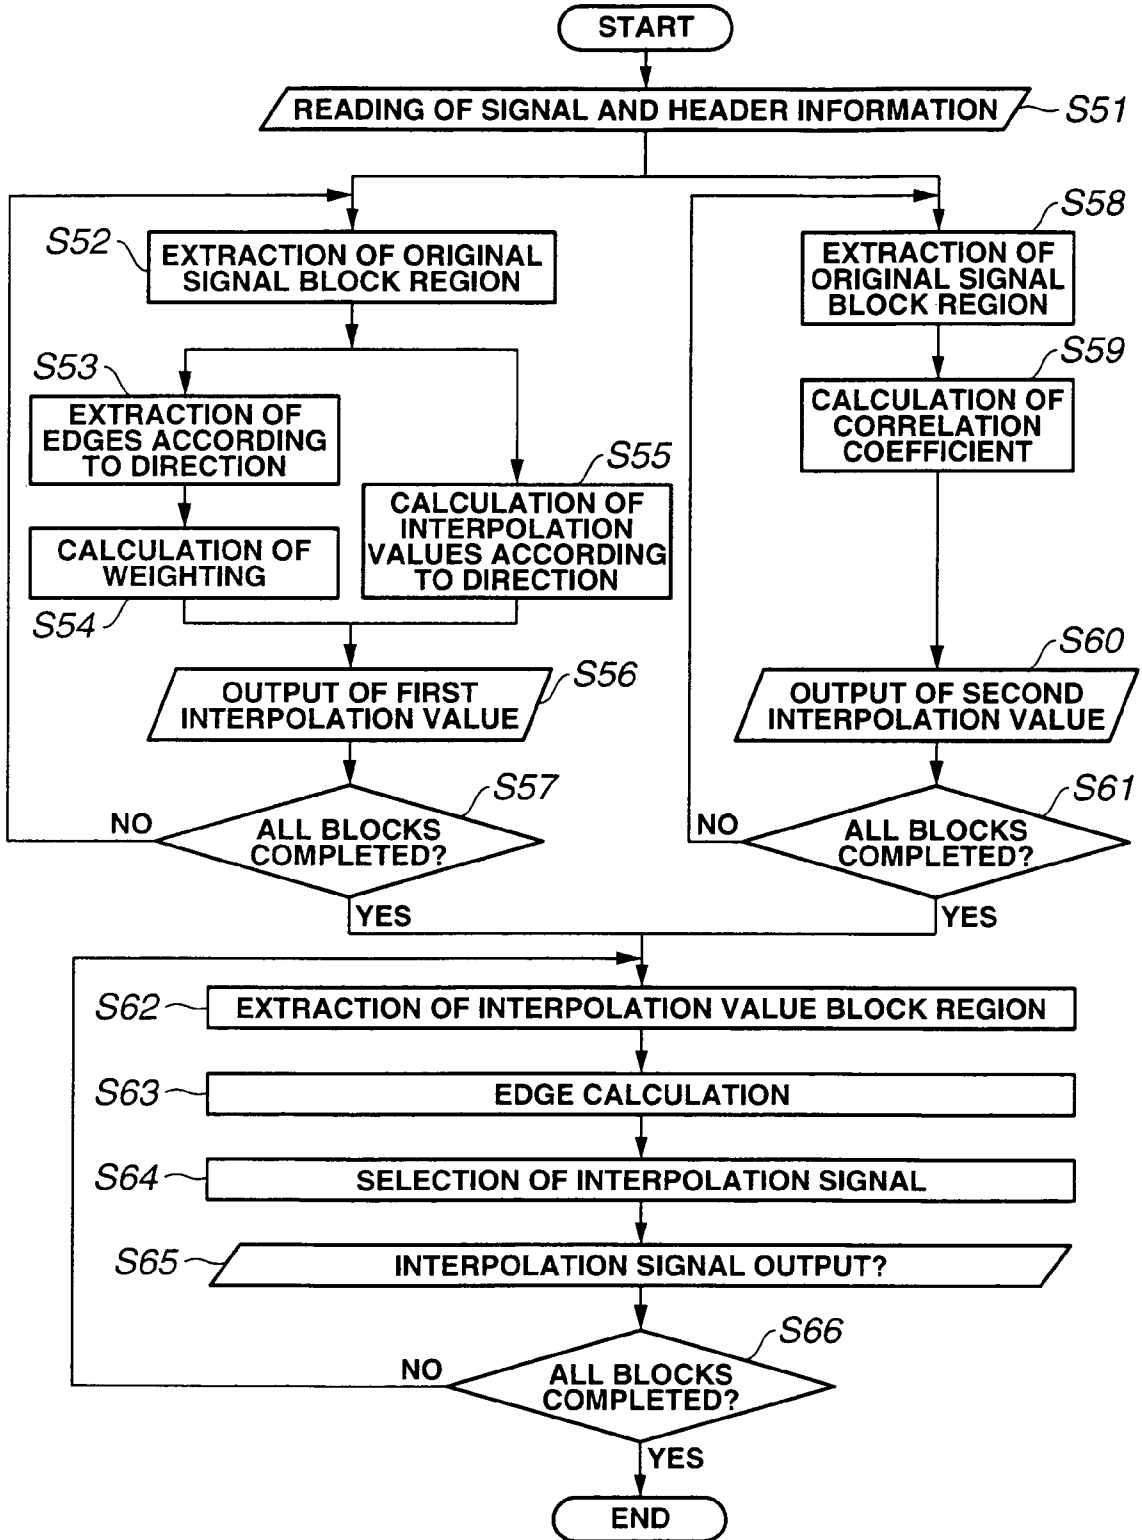 START
READING OF SIGNAL AND HEADER INFORMATION
S51
S52
EXTRACTION OF ORIGINAL
SIGNAL BLOCK REGION
S53
EXTRACTION OF
EDGES ACCORDING
TO DIRECTION
CALCULATION OF
WEIGHTING
S54
S55
CALCULATION OF
INTERPOLATION
VALUES ACCORDING
TO DIRECTION
S56
OUTPUT OF FIRST
INTERPOLATION VALUE
S57
NO
ALL BLOCKS
COMPLETED?
YES
S58
EXTRACTION OF
ORIGINAL SIGNAL
BLOCK REGION
S59
CALCULATION OF
CORRELATION
COEFFICIENT
S60
OUTPUT OF SECOND
INTERPOLATION VALUE
S61
NO
ALL BLOCKS
COMPLETED?
YES
S62
EXTRACTION OF INTERPOLATION VALUE BLOCK REGION
S63
EDGE CALCULATION
S64
SELECTION OF INTERPOLATION SIGNAL
S65
INTERPOLATION SIGNAL OUTPUT?
S66
NO
ALL BLOCKS
COMPLETED?
YES
END